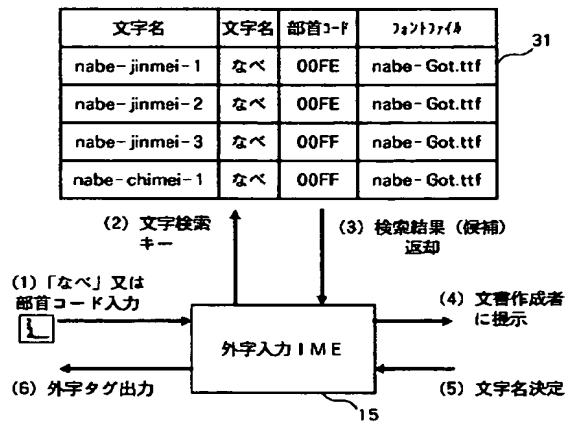 文字名 文字名 部首コード フォントファイル
nabe-jinmei-1 なべ 00FE nabe-Got.ttf
nabe-jinmei-2 なべ 00FE nabe-Got.ttf
nabe-jinmei-3 なべ 00FF nabe-Got.ttf
nabe-chimei-1 なべ 00FF nabe-Got.ttf
31
(2) 文字検索
キー
(3) 検索結果 (候補)
返却
(1) 「なべ」又は
部首コード入力
(4) 文書作成者
に提示
外字入力IME
(6) 外字タグ出力
(5) 文字名決定
15